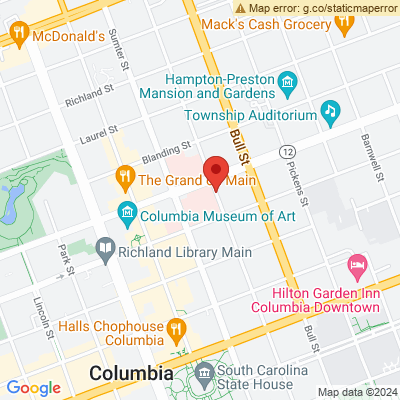 Map error: g.co/staticmaperror
Mack's Cash Grocery
McDonald's
Sumter St
Richland St
Hampton-Preston
Mansion and Gardens
Township Auditorium
Laurel St
Bull St
Barnwell St
Blanding St
12
Pickens St
The Grand on Main
Columbia Museum of Art
Park St
Richland Library Main
Hilton Garden Inn
Columbia Downtown
Lincoln St
Halls Chophouse
Columbia
Bull St
Columbia
South Carolina
State House
Google
Map data ©2024